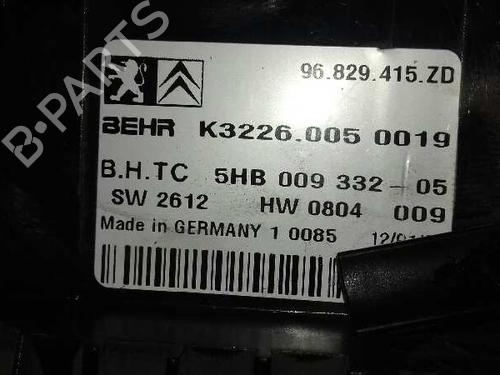 B-PARTS
96.829.415.ZD
BEHR K3226.005 0019
B.H.TC 5HB 009 332-05
SW 2612 HW 0804 009
Made in GERMANY 1 0085